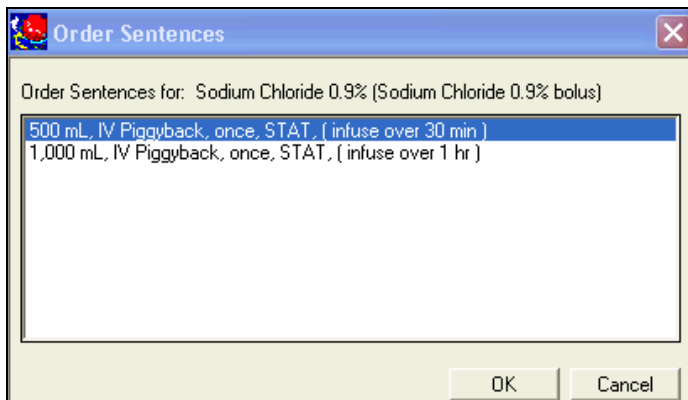 Order Sentences
Order Sentences for: Sodium Chloride 0.9% (Sodium Chloride 0.9% bolus)
500 mL, IV Piggyback, once, STAT, ( infuse over 30 min )
1,000 mL, IV Piggyback, once, STAT, ( infuse over 1 hr )
OK Cancel